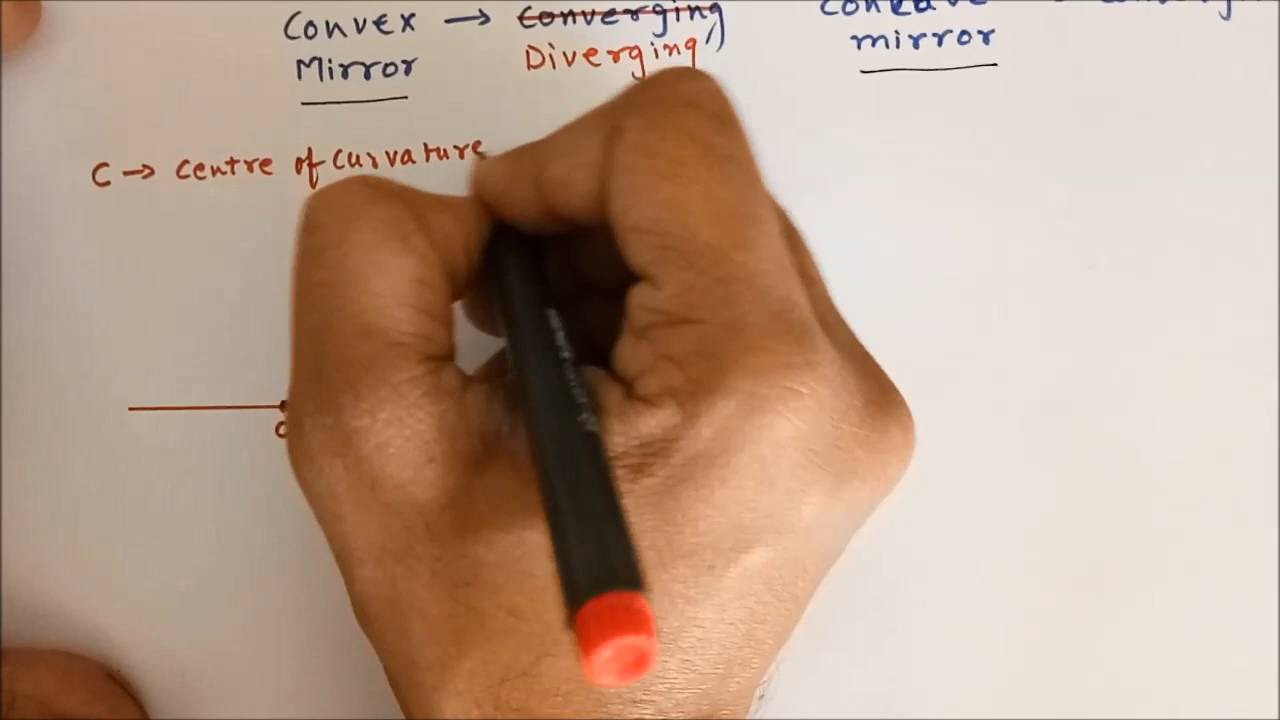 Convex → Converging
Mirror Diverging
mirror
C → Centre of Curvature